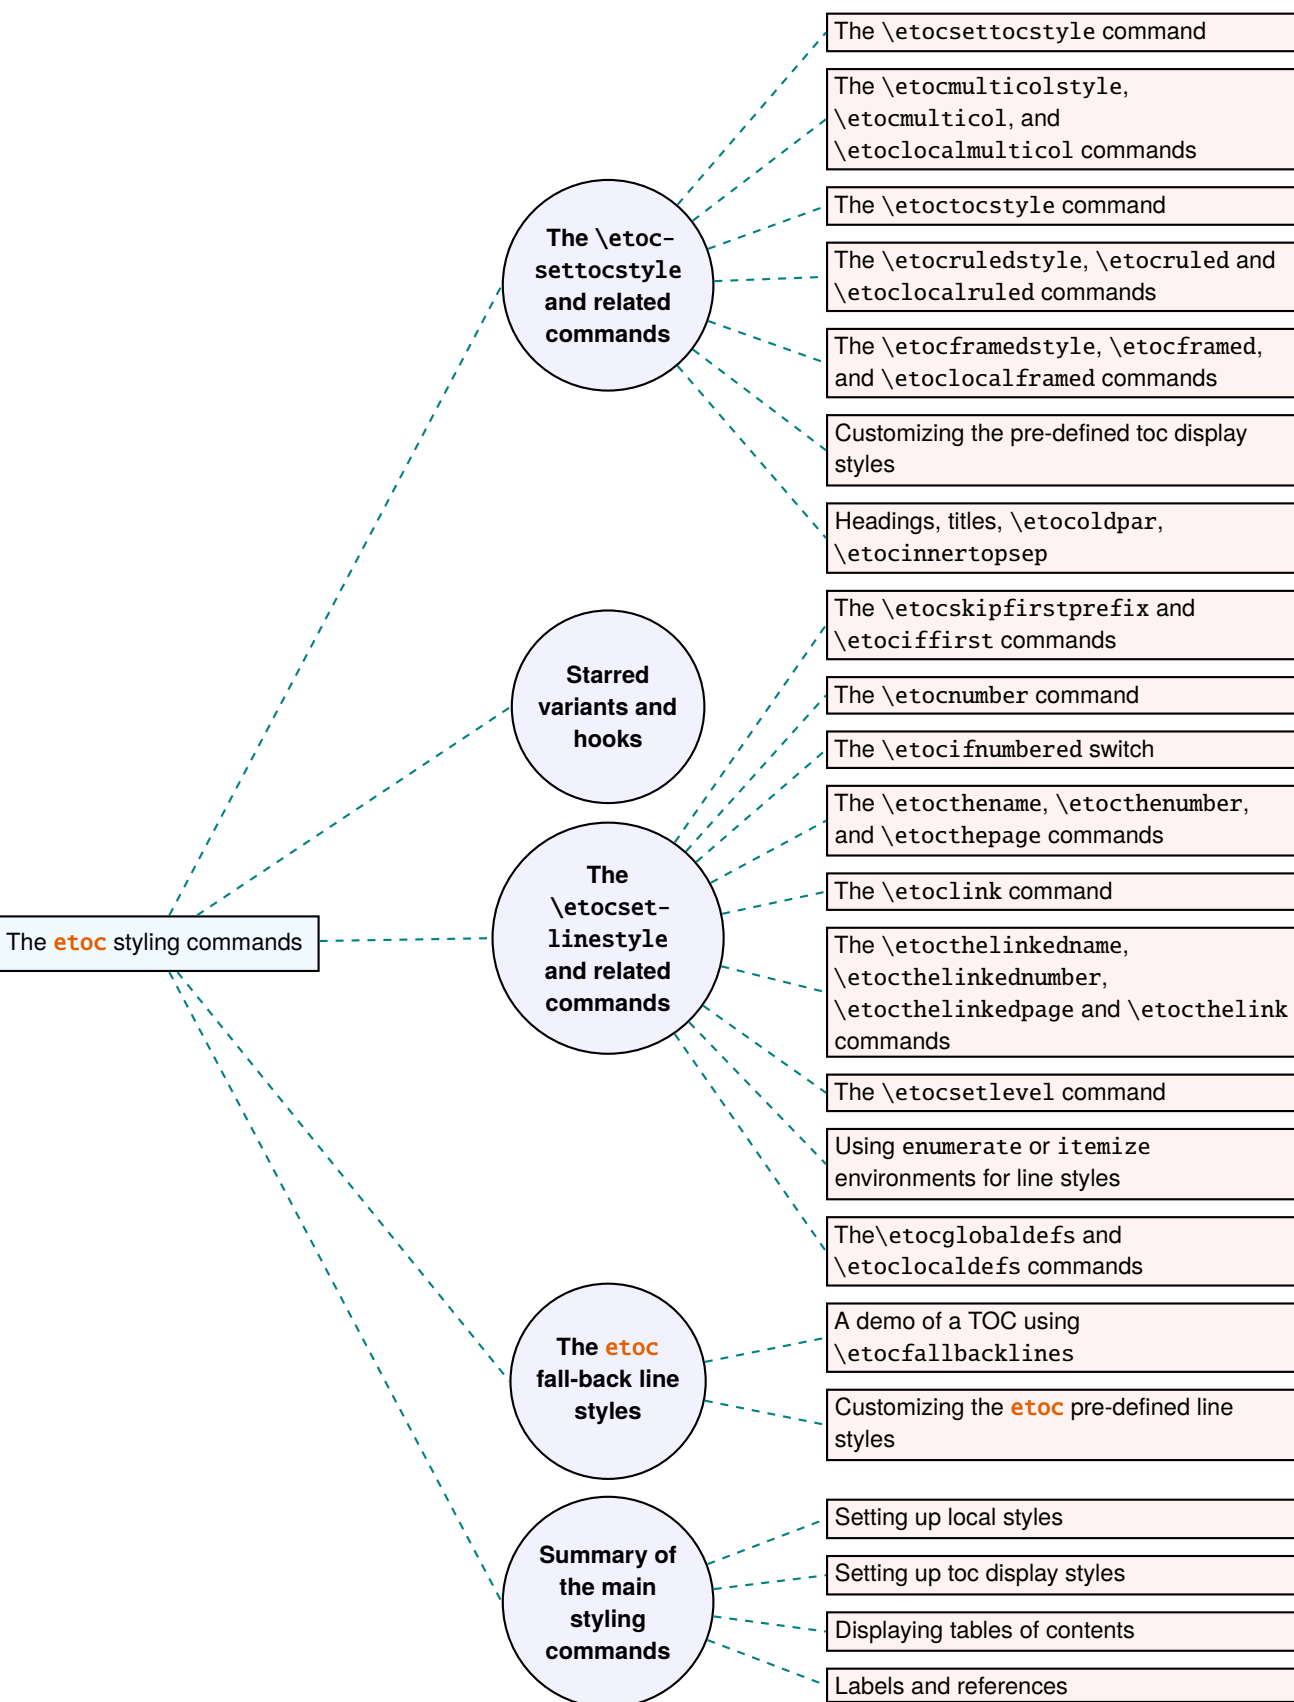 The etoc styling commands
The \etoc-
settocstyle
and related
commands
The \etocsettocstyle command
The \etocmulticolstyle,
\etocmulticol, and
\etoclocalmulticol commands
The \etoctocstyle command
The \etocruledstyle, \etocruled and
\etoclocalruled commands
The \etocframedstyle, \etocframed,
and \etoclocalframed commands
Customizing the pre-defined toc display
styles
Headings, titles, \etocoldpar,
\etocinnertopsep
Starred
variants and
hooks
The
\etocset-
linestyle
and related
commands
The \etocskipfirstprefix and
\etociffirst commands
The \etocnumber command
The \etocifnumbered switch
The \etocthename, \etocthenumber,
and \etocthepage commands
The \etoclink command
The \etocthelinkedname,
\etocthelinkednumber,
\etocthelinkedpage and \etocthelink
commands
The \etocsetlevel command
Using enumerate or itemize
environments for line styles
The\etocglobaldefs and
\etoclocaldefs commands
The etoc
fall-back line
styles
A demo of a TOC using
\etocfallbacklines
Customizing the etoc pre-defined line
styles
Summary of
the main
styling
commands
Setting up local styles
Setting up toc display styles
Displaying tables of contents
Labels and references